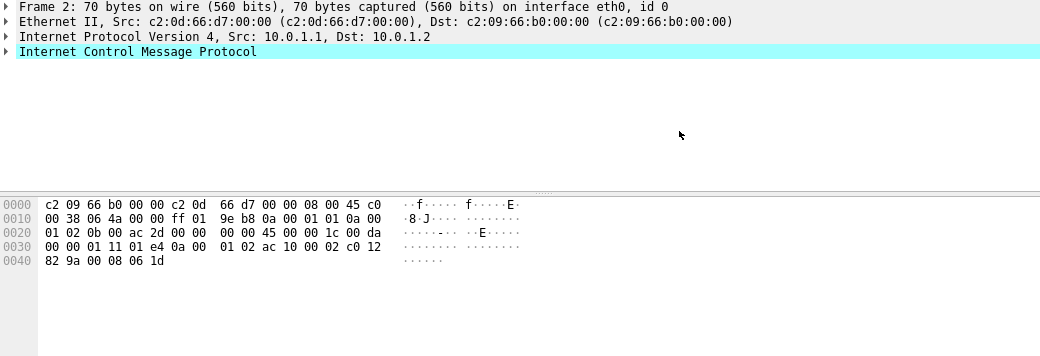 Frame 2: 70 bytes on wire (560 bits), 70 bytes captured (560 bits) on interface eth0, id 0
Ethernet II, Src: c2:0d:66:d7:00:00 (c2:0d:66:d7:00:00), Dst: c2:09:66:b0:00:00 (c2:09:66:b0:00:00)
Internet Protocol Version 4, Src: 10.0.1.1, Dst: 10.0.1.2
Internet Control Message Protocol
0000 c2 09 66 b0 00 00 c2 0d 66 d7 00 00 08 00 45 c0 ··f····· f·····E·
0010 00 38 06 4a 00 00 ff 01 9e b8 0a 00 01 01 0a 00 ·8·J···· ········
0020 01 02 0b 00 ac 2d 00 00 00 00 45 00 00 1c 00 da ·····-·· ··E·····
0030 00 00 01 11 01 e4 0a 00 01 02 ac 10 00 02 c0 12 ········ ········
0040 82 9a 00 08 06 1d ······